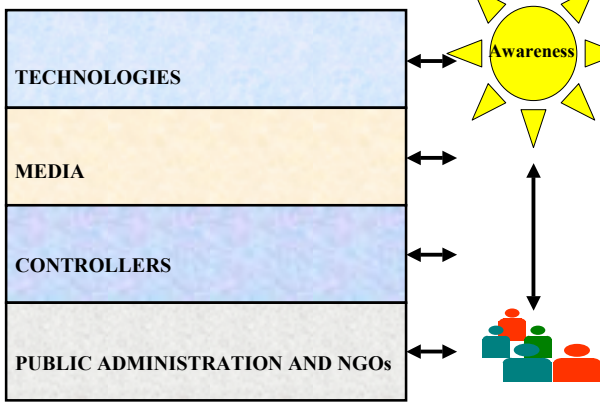 TECHNOLOGIES
Awareness
MEDIA
CONTROLLERS
PUBLIC ADMINISTRATION AND NGOs